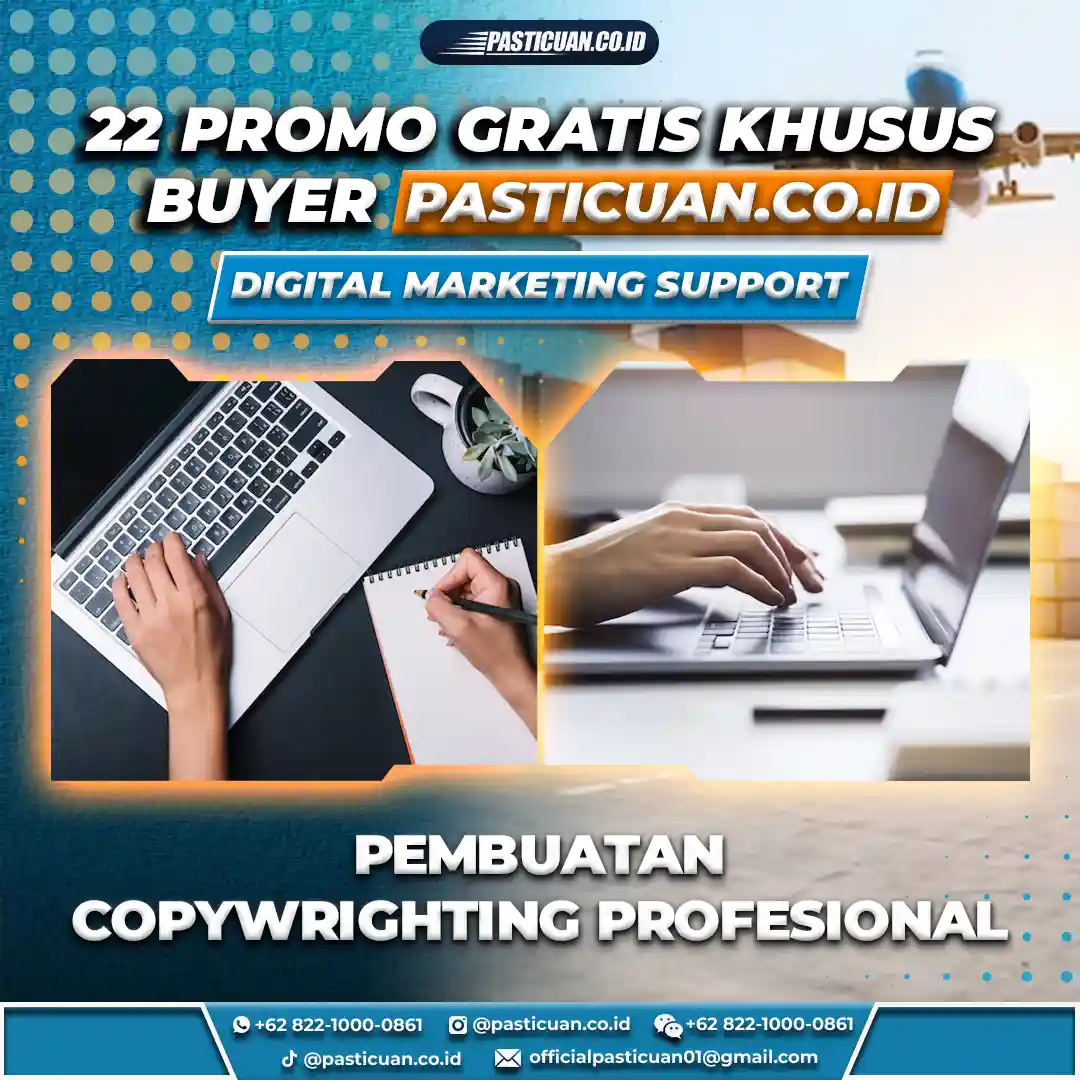 PASTICUAN.CO.ID
22 PROMO GRATIS KHUSUS
BUYER PASTICUAN.CO.ID
DIGITAL MARKETING SUPPORT
PEMBUATAN
COPYWRIGHTING PROFESIONAL
+62 822-1000-0861 @pasticuan.co.id +62 822-1000-0861
@pasticuan.co.id officialpasticuan01@gmail.com